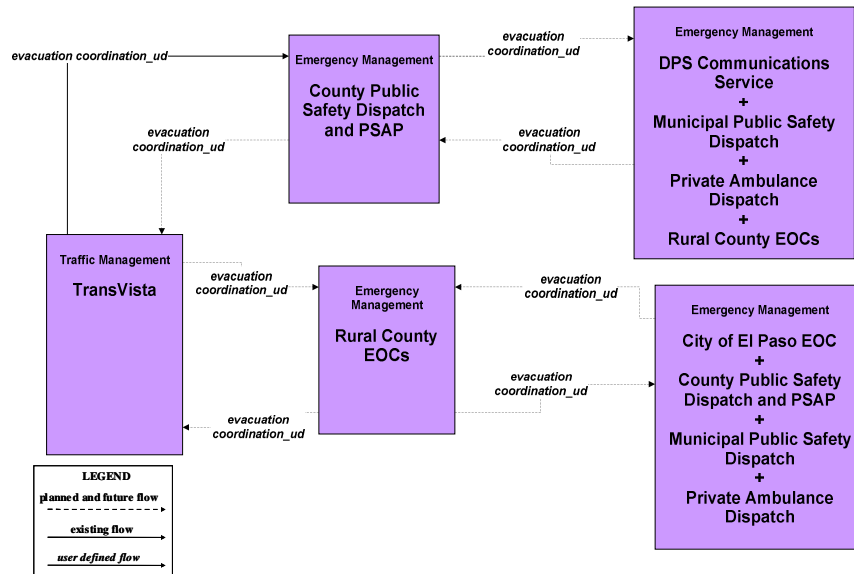 evacuation coordination_ud
Emergency Management
County Public
Safety Dispatch
and PSAP
evacuation
coordination_ud
evacuation
coordination_ud
evacuation
coordination_ud
Emergency Management
DPS Communications
Service
+
Municipal Public Safety
Dispatch
+
Private Ambulance
Dispatch
+
Rural County EOCs
Traffic Management
TransVista
evacuation
coordination_ud
Emergency
Management
Rural County
EOCs
evacuation
coordination_ud
evacuation
coordination_ud
evacuation
coordination_ud
Emergency Management
City of El Paso EOC
+
County Public Safety
Dispatch and PSAP
+
Municipal Public Safety
Dispatch
+
Private Ambulance
Dispatch
LEGEND
planned and future flow
existing flow
user defined flow